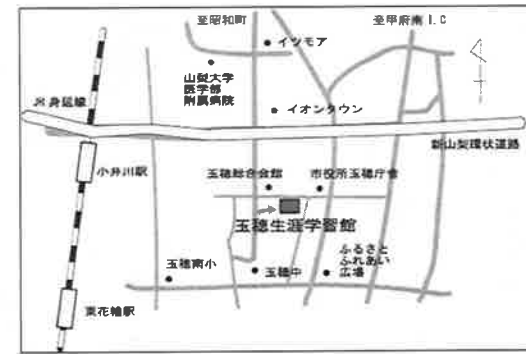 至昭和町
至甲府南I.C
イツモア
山梨大学
医学部
附属病院
イオンタウン
JR身延線
新山梨環状道路
小井川駅
玉穂総合会館
市役所玉穂庁舎
玉穂生涯学習館
玉穂南小
玉穂中
ふるさと
ふれあい
広場
東花輪駅